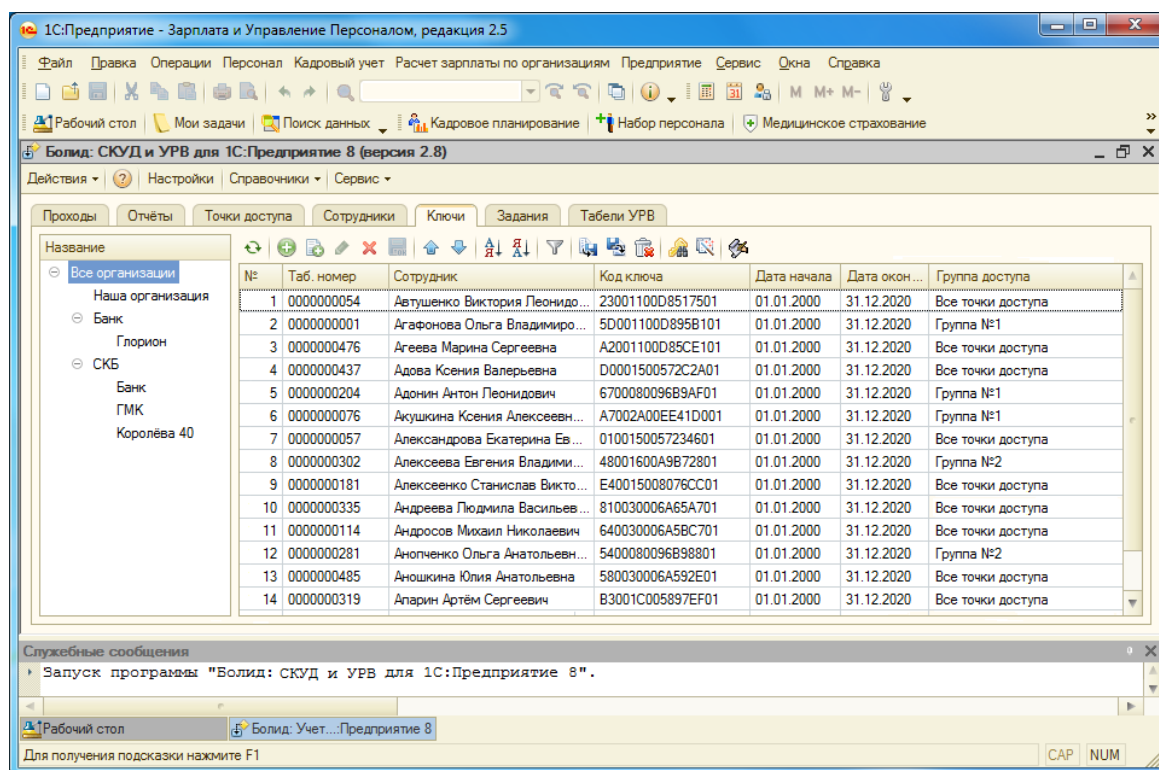 1С:Предприятие - Зарплата и Управление Персоналом, редакция 2.5
Файл Правка Операции Персонал Кадровый учет Расчет зарплаты по организациям Предприятие Сервис Окна Справка
M M+ M-
Рабочий стол Мои задачи Поиск данных Кадровое планирование Набор персонала Медицинское страхование
Болид: СКУД и УРВ для 1С:Предприятие 8 (версия 2.8)
Действия Настройки Справочники Сервис
Проходы Отчёты Точки доступа Сотрудники Ключи Задания Табели УРВ
Название
Все организации
Наша организация
Банк
Глорион
СКБ
Банк
ГМК
Королёва 40
№ Таб. номер Сотрудник Код ключа Дата начала Дата окон... Группа доступа
1 0000000054 Автушенко Виктория Леонидо... 23001100D8517501 01.01.2000 31.12.2020 Все точки доступа
2 0000000001 Агафонова Ольга Владимиро... 5D001100D895B101 01.01.2000 31.12.2020 Группа №1
3 0000000476 Агеева Марина Сергеевна A2001100D85CE101 01.01.2000 31.12.2020 Все точки доступа
4 0000000437 Адова Ксения Валерьевна D0001500572C2A01 01.01.2000 31.12.2020 Все точки доступа
5 0000000204 Адонин Антон Леонидович 6700080096B9AF01 01.01.2000 31.12.2020 Группа №1
6 0000000076 Акушкина Ксения Алексеевн... A7002A00EE41D001 01.01.2000 31.12.2020 Группа №1
7 0000000057 Александрова Екатерина Ев... 0100150057234601 01.01.2000 31.12.2020 Все точки доступа
8 0000000302 Алексеева Евгения Владими... 48001600A9B72801 01.01.2000 31.12.2020 Группа №2
9 0000000181 Алексеенко Станислав Викто... E40015008076CC01 01.01.2000 31.12.2020 Все точки доступа
10 0000000335 Андреева Людмила Васильев... 810030006A65A701 01.01.2000 31.12.2020 Все точки доступа
11 0000000114 Андросов Михаил Николаевич 640030006A5BC701 01.01.2000 31.12.2020 Все точки доступа
12 0000000281 Анопченко Ольга Анатольевн... 5400080096B98801 01.01.2000 31.12.2020 Группа №2
13 0000000485 Аношкина Юлия Анатольевна 580030006A592E01 01.01.2000 31.12.2020 Все точки доступа
14 0000000319 Апарин Артём Сергеевич B3001C005897EF01 01.01.2000 31.12.2020 Все точки доступа
Служебные сообщения
Запуск программы "Болид: СКУД и УРВ для 1С:Предприятие 8".
Рабочий стол Болид: Учет...:Предприятие 8
Для получения подсказки нажмите F1 CAP NUM